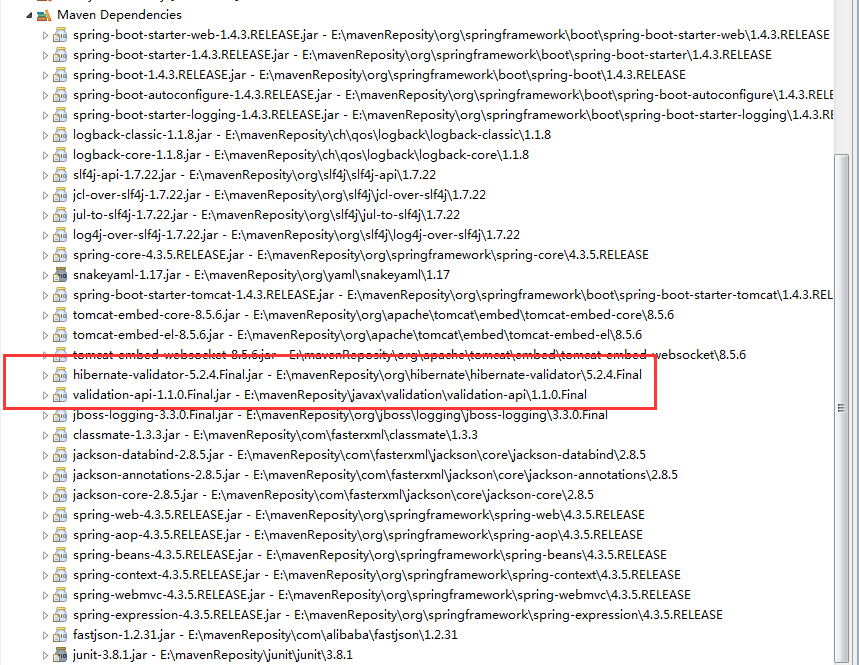 Maven Dependencies
spring-boot-starter-web-1.4.3.RELEASE.jar - E:\mavenReposity\org\springframework\boot\spring-boot-starter-web\1.4.3.RELEASE
spring-boot-starter-1.4.3.RELEASE.jar - E:\mavenReposity\org\springframework\boot\spring-boot-starter\1.4.3.RELEASE
spring-boot-1.4.3.RELEASE.jar - E:\mavenReposity\org\springframework\boot\spring-boot\1.4.3.RELEASE
spring-boot-autoconfigure-1.4.3.RELEASE.jar - E:\mavenReposity\org\springframework\boot\spring-boot-autoconfigure\1.4.3.RELE
spring-boot-starter-logging-1.4.3.RELEASE.jar - E:\mavenReposity\org\springframework\boot\spring-boot-starter-logging\1.4.3.RE
logback-classic-1.1.8.jar - E:\mavenReposity\ch\qos\logback\logback-classic\1.1.8
logback-core-1.1.8.jar - E:\mavenReposity\ch\qos\logback\logback-core\1.1.8
slf4j-api-1.7.22.jar - E:\mavenReposity\org\slf4j\slf4j-api\1.7.22
jcl-over-slf4j-1.7.22.jar - E:\mavenReposity\org\slf4j\jcl-over-slf4j\1.7.22
jul-to-slf4j-1.7.22.jar - E:\mavenReposity\org\slf4j\jul-to-slf4j\1.7.22
log4j-over-slf4j-1.7.22.jar - E:\mavenReposity\org\slf4j\log4j-over-slf4j\1.7.22
spring-core-4.3.5.RELEASE.jar - E:\mavenReposity\org\springframework\spring-core\4.3.5.RELEASE
snakeyaml-1.17.jar - E:\mavenReposity\org\yaml\snakeyaml\1.17
spring-boot-starter-tomcat-1.4.3.RELEASE.jar - E:\mavenReposity\org\springframework\boot\spring-boot-starter-tomcat\1.4.3.REL
tomcat-embed-core-8.5.6.jar - E:\mavenReposity\org\apache\tomcat\embed\tomcat-embed-core\8.5.6
tomcat-embed-el-8.5.6.jar - E:\mavenReposity\org\apache\tomcat\embed\tomcat-embed-el\8.5.6
tomcat-embed-websocket-8.5.6.jar - E:\mavenReposity\org\apache\tomcat\embed\tomcat-embed-websocket\8.5.6
hibernate-validator-5.2.4.Final.jar - E:\mavenReposity\org\hibernate\hibernate-validator\5.2.4.Final
validation-api-1.1.0.Final.jar - E:\mavenReposity\javax\validation\validation-api\1.1.0.Final
jboss-logging-3.3.0.Final.jar - E:\mavenReposity\org\jboss\logging\jboss-logging\3.3.0.Final
classmate-1.3.3.jar - E:\mavenReposity\com\fasterxml\classmate\1.3.3
jackson-databind-2.8.5.jar - E:\mavenReposity\com\fasterxml\jackson\core\jackson-databind\2.8.5
jackson-annotations-2.8.5.jar - E:\mavenReposity\com\fasterxml\jackson\core\jackson-annotations\2.8.5
jackson-core-2.8.5.jar - E:\mavenReposity\com\fasterxml\jackson\core\jackson-core\2.8.5
spring-web-4.3.5.RELEASE.jar - E:\mavenReposity\org\springframework\spring-web\4.3.5.RELEASE
spring-aop-4.3.5.RELEASE.jar - E:\mavenReposity\org\springframework\spring-aop\4.3.5.RELEASE
spring-beans-4.3.5.RELEASE.jar - E:\mavenReposity\org\springframework\spring-beans\4.3.5.RELEASE
spring-context-4.3.5.RELEASE.jar - E:\mavenReposity\org\springframework\spring-context\4.3.5.RELEASE
spring-webmvc-4.3.5.RELEASE.jar - E:\mavenReposity\org\springframework\spring-webmvc\4.3.5.RELEASE
spring-expression-4.3.5.RELEASE.jar - E:\mavenReposity\org\springframework\spring-expression\4.3.5.RELEASE
fastjson-1.2.31.jar - E:\mavenReposity\com\alibaba\fastjson\1.2.31
junit-3.8.1.jar - E:\mavenReposity\junit\junit\3.8.1